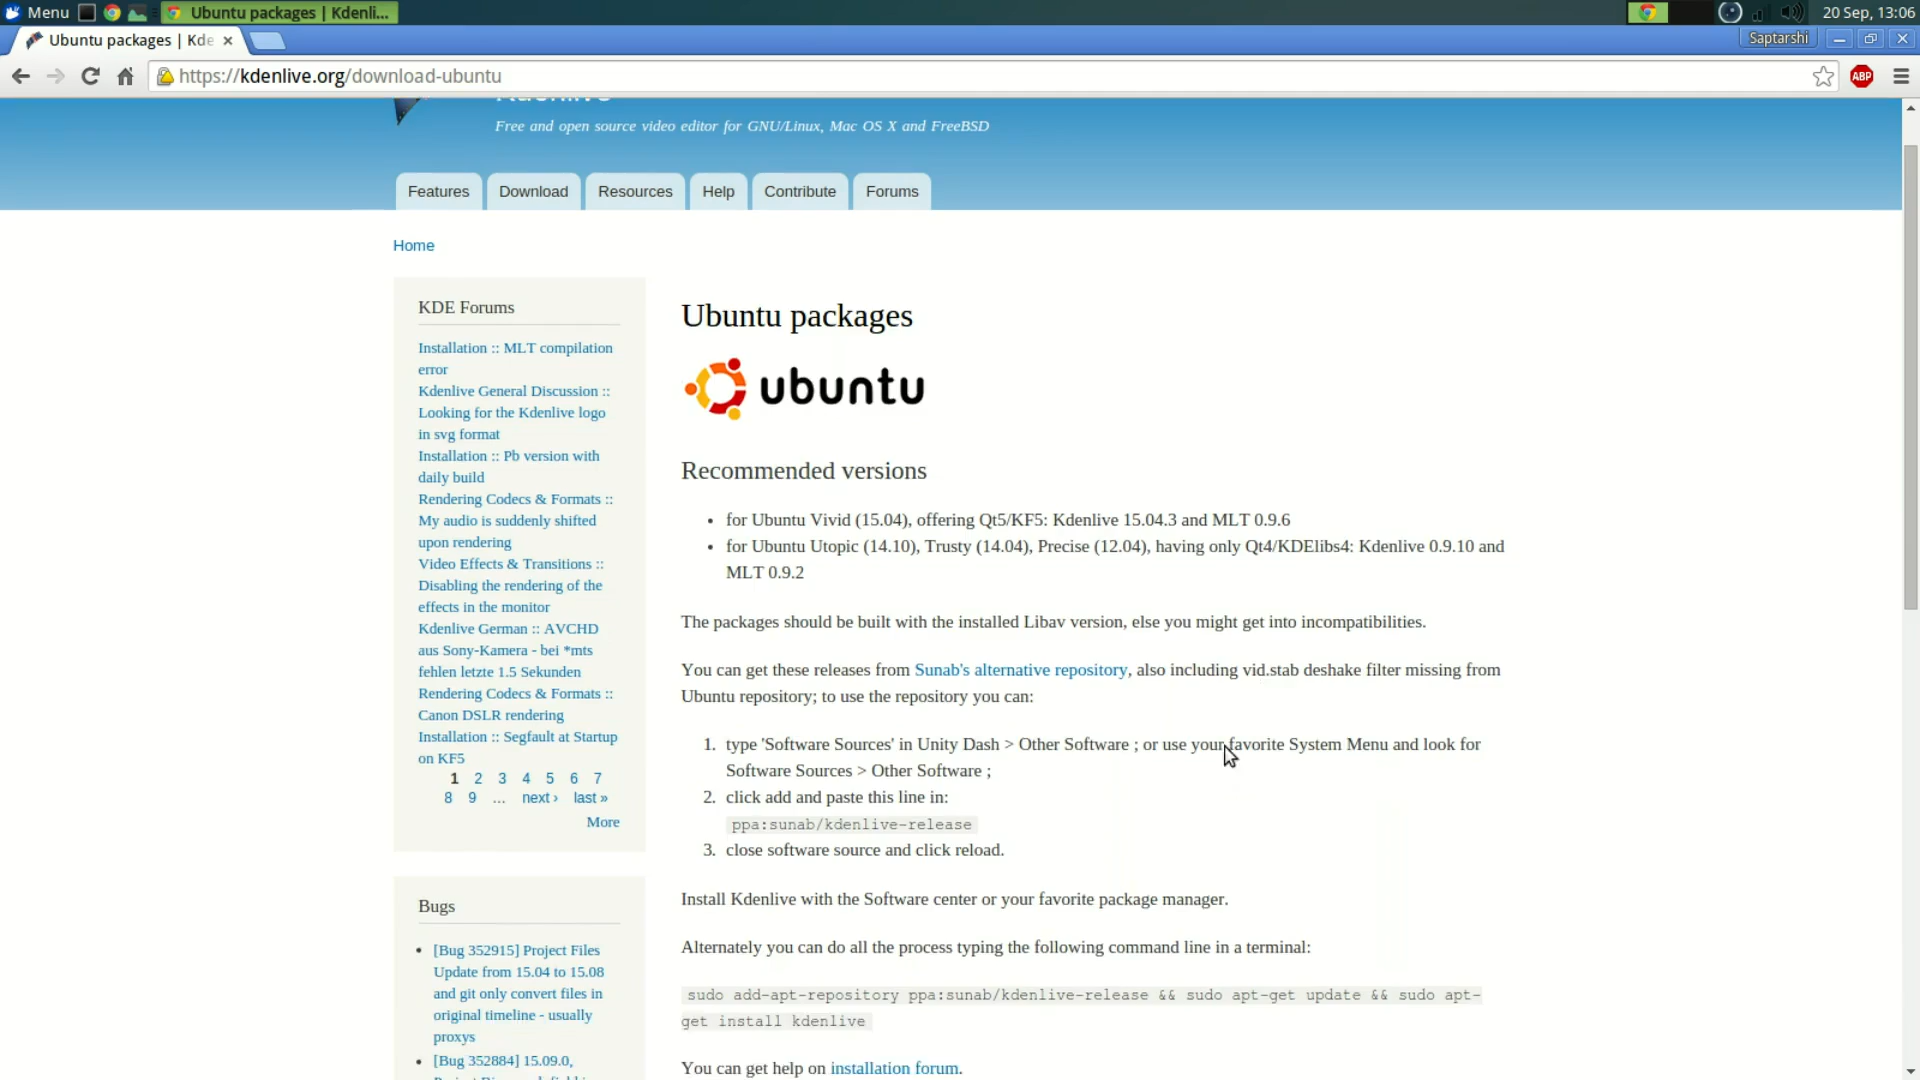 Menu
Ubuntu packages | Kdenli...
20 Sep, 13:06
Ubuntu packages | Kde
Saptarshi
https://kdenlive.org/download-ubuntu
ABP
Free and open source video editor for GNU/Linux, Mac OS X and FreeBSD
Features
Download
Resources
Help
Contribute
Forums
Home
KDE Forums
Installation :: MLT compilation
error
Kdenlive General Discussion ::
Looking for the Kdenlive logo
in svg format
Installation :: Pb version with
daily build
Rendering Codecs & Formats ::
My audio is suddenly shifted
upon rendering
Video Effects & Transitions ::
Disabling the rendering of the
effects in the monitor
Kdenlive German :: AVCHD
aus Sony-Kamera - bei *mts
fehlen letzte 1.5 Sekunden
Rendering Codecs & Formats ::
Canon DSLR rendering
Installation :: Segfault at Startup
on KF5
1 2 3 4 5 6 7
8 9 ... next › last »
More
Bugs
[Bug 352915] Project Files
Update from 15.04 to 15.08
and git only convert files in
original timeline - usually
proxys
[Bug 352884] 15.09.0,
Ubuntu packages
ubuntu
Recommended versions
for Ubuntu Vivid (15.04), offering Qt5/KF5: Kdenlive 15.04.3 and MLT 0.9.6
for Ubuntu Utopic (14.10), Trusty (14.04), Precise (12.04), having only Qt4/KDElibs4: Kdenlive 0.9.10 and
MLT 0.9.2
The packages should be built with the installed Libav version, else you might get into incompatibilities.
You can get these releases from Sunab's alternative repository, also including vid.stab deshake filter missing from
Ubuntu repository; to use the repository you can:
1. type 'Software Sources' in Unity Dash > Other Software ; or use your favorite System Menu and look for
Software Sources > Other Software ;
2. click add and paste this line in:
ppa:sunab/kdenlive-release
3. close software source and click reload.
Install Kdenlive with the Software center or your favorite package manager.
Alternately you can do all the process typing the following command line in a terminal:
sudo add-apt-repository ppa:sunab/kdenlive-release && sudo apt-get update && sudo apt-
get install kdenlive
You can get help on installation forum.